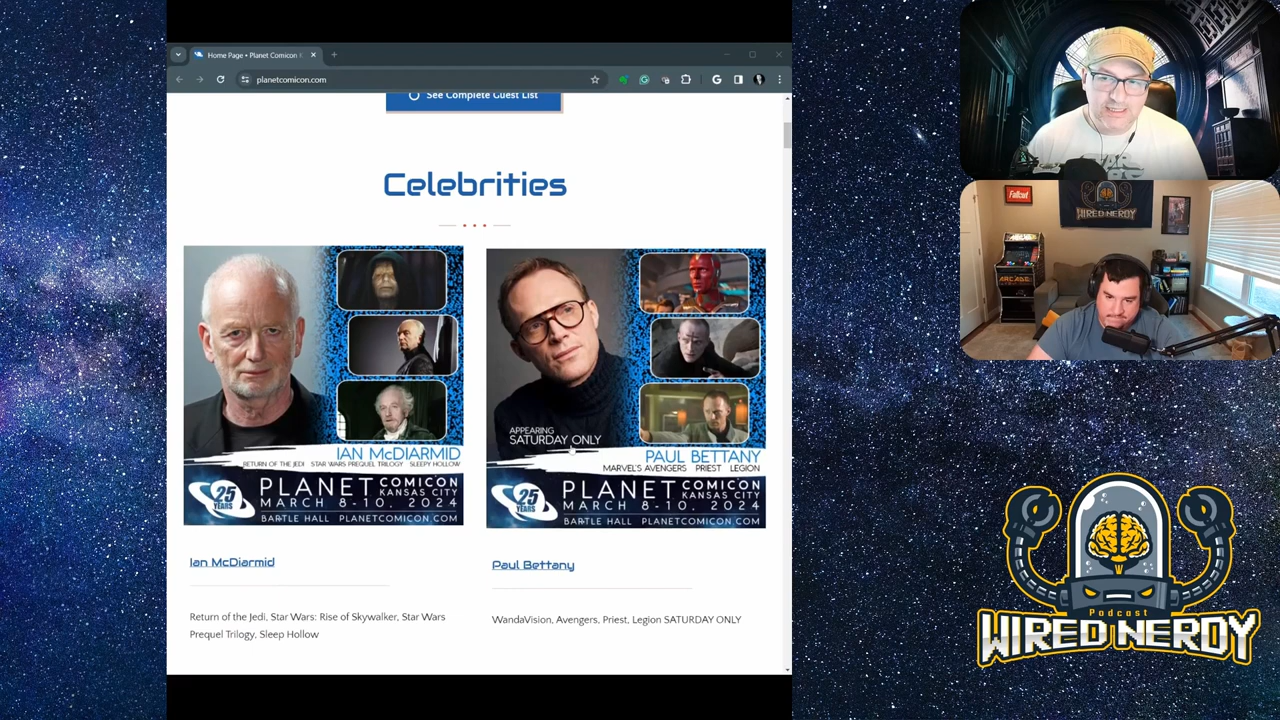 Home Page • Planet Comicon K
planetcomicon.com
See Complete Guest List
Celebrities
APPEARING
SATURDAY ONLY
IAN McDIARMID
RETURN OF THE JEDI STAR WARS PREQUEL TRILOGY SLEEPY HOLLOW
25
YEARS
PLANET COMICON
KANSAS CITY
MARCH 8-10, 2024
BARTLE HALL PLANETCOMICON.COM
PAUL BETTANY
MARVEL'S AVENGERS PRIEST LEGION
25
YEARS
PLANET COMICON
KANSAS CITY
MARCH 8-10, 2024
BARTLE HALL PLANETCOMICON.COM
Ian McDiarmid
Return of the Jedi, Star Wars: Rise of Skywalker, Star Wars
Prequel Trilogy, Sleep Hollow
Paul Bettany
WandaVision, Avengers, Priest, Legion SATURDAY ONLY
STAR
WARS
Fallout
WIRED NERDY
ARCADE
Podcast
WIRED NERDY